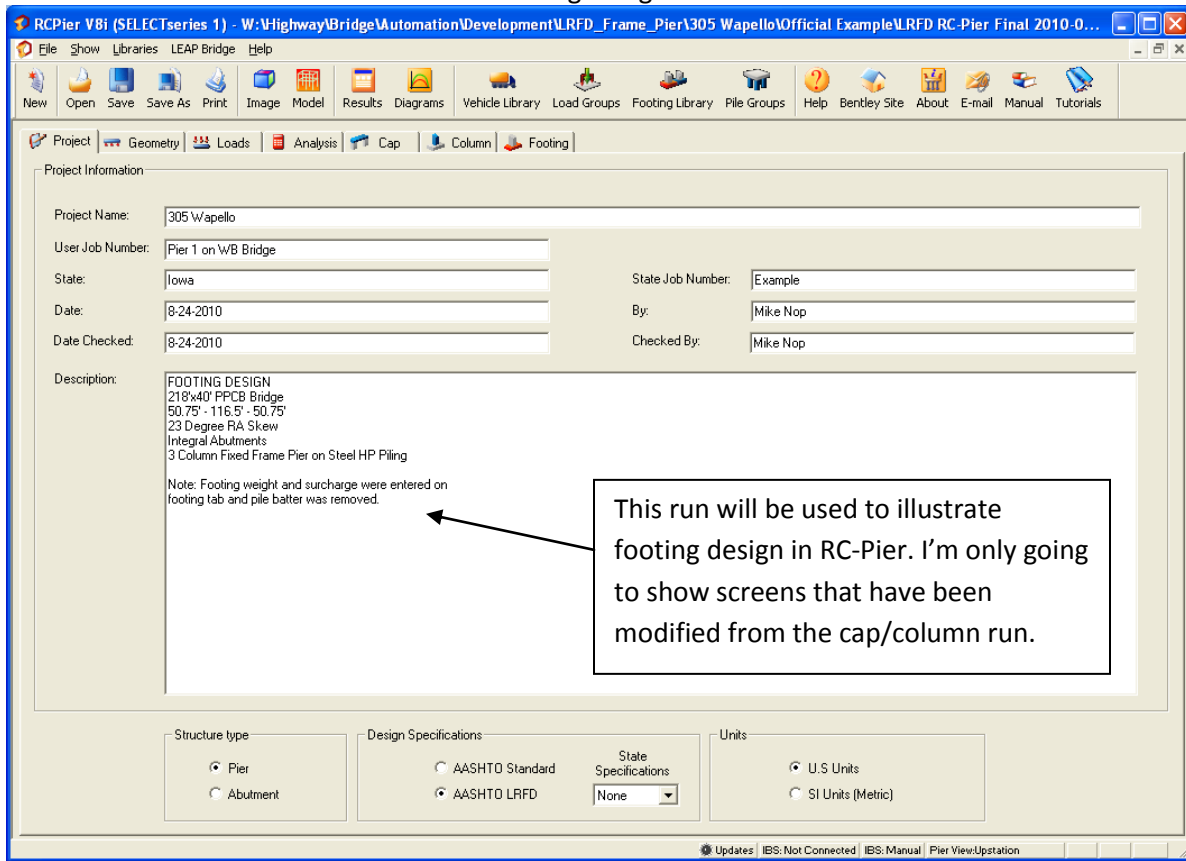 RCPier V8i (SELECTseries 1) - W:\Highway\Bridge\Automation\Development\LRFD_Frame_Pier\305 Wapello\Official Example\LRFD RC-Pier Final 2010-0...
File Show Libraries LEAP Bridge Help
New Open Save Save As Print Image Model Results Diagrams Vehicle Library Load Groups Footing Library Pile Groups Help Bentley Site About E-mail Manual Tutorials
Project Geometry Loads Analysis Cap Column Footing
Project Information
Project Name: 305 Wapello
User Job Number: Pier 1 on WB Bridge
State: Iowa State Job Number: Example
Date: 8-24-2010 By: Mike Nop
Date Checked: 8-24-2010 Checked By: Mike Nop
Description: FOOTING DESIGN
218'x40' PPCB Bridge
50.75' - 116.5' - 50.75'
23 Degree RA Skew
Integral Abutments
3 Column Fixed Frame Pier on Steel HP Piling
Note: Footing weight and surcharge were entered on
footing tab and pile batter was removed.
This run will be used to illustrate
footing design in RC-Pier. I'm only going
to show screens that have been
modified from the cap/column run.
Structure type
Pier
Abutment
Design Specifications
AASHTO Standard
AASHTO LRFD
State
Specifications
None
Units
U.S Units
SI Units (Metric)
Updates IBS: Not Connected IBS: Manual Pier View:Upstation